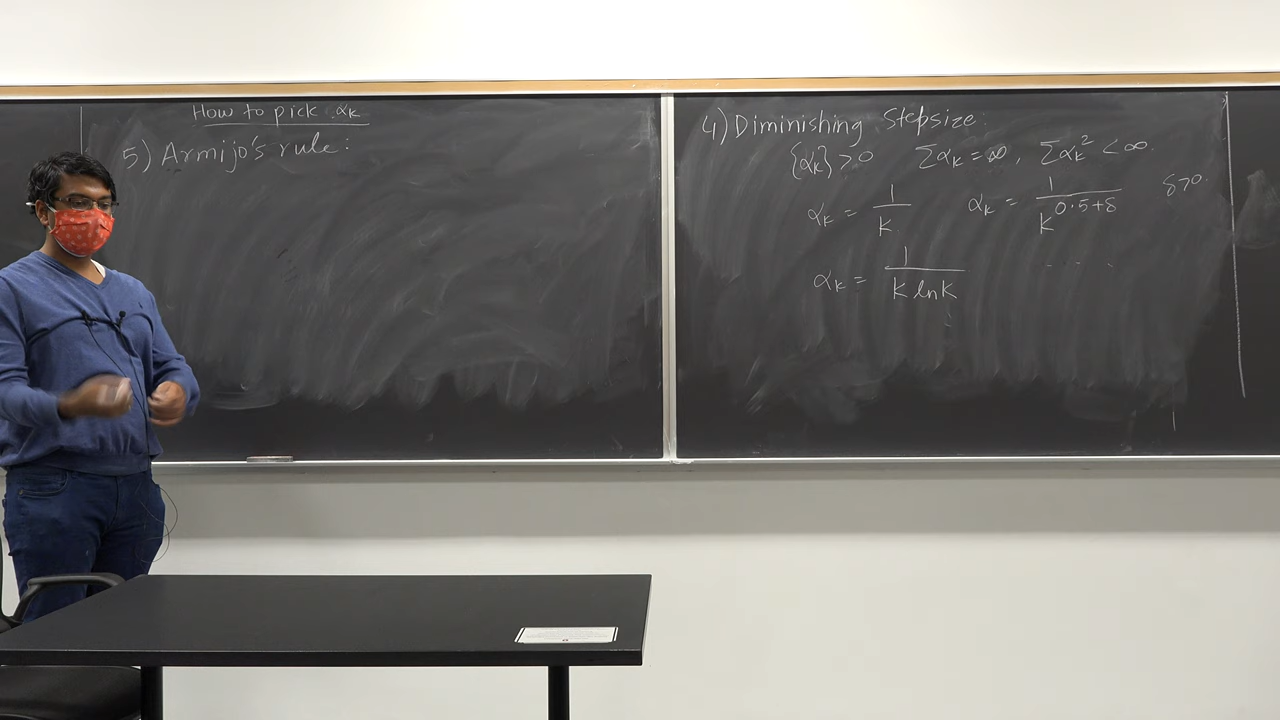 How to pick αₖ
5) Armijo's rule:
4) Diminishing Stepsize:
{αₖ} > 0 Σαₖ = ∞, Σαₖ² < ∞.
αₖ = 1/K αₖ = 1/K^(0.5+δ) δ>0.
αₖ = 1/(K ln K) - - - -